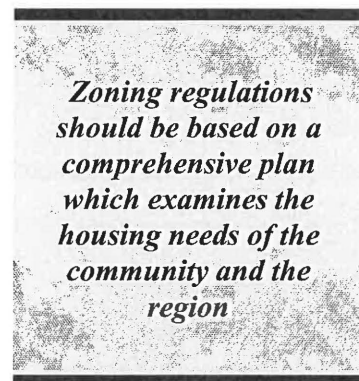 Zoning regulations
should be based on a
comprehensive plan
which examines the
housing needs of the
community and the
region